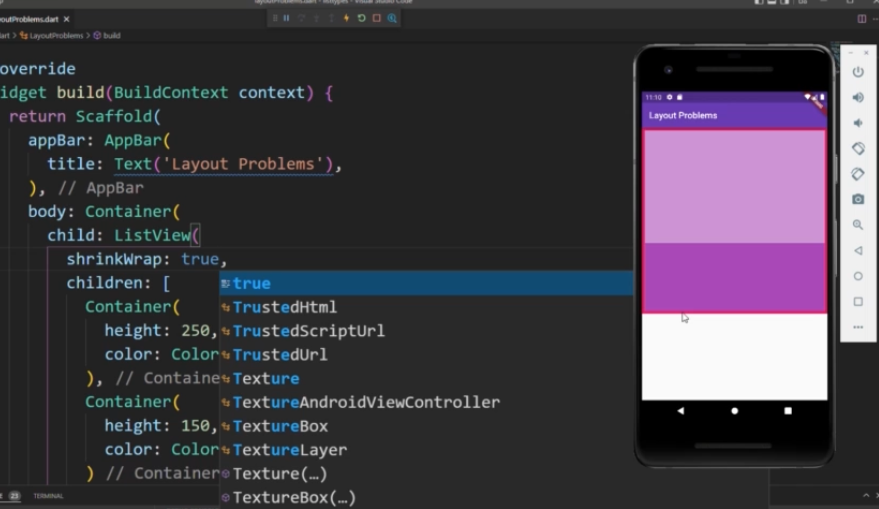 layoutProblems.dart - listtypes - Visual Studio Code
ayoutProblems.dart
dart > LayoutProblems > build
override
idget build(BuildContext context) {
return Scaffold(
appBar: AppBar(
title: Text('Layout Problems'),
), // AppBar
body: Container(
child: ListView(
shrinkWrap: true,
children: [
Container(
height: 250,
color: Color
), // Containe
Container(
height: 150,
color: Color
) // Container
true
TrustedHtml
TrustedScriptUrl
TrustedUrl
Texture
TextureAndroidViewController
TextureBox
TextureLayer
Texture(…)
TextureBox(…)
23
TERMINAL
11:10
Layout Problems